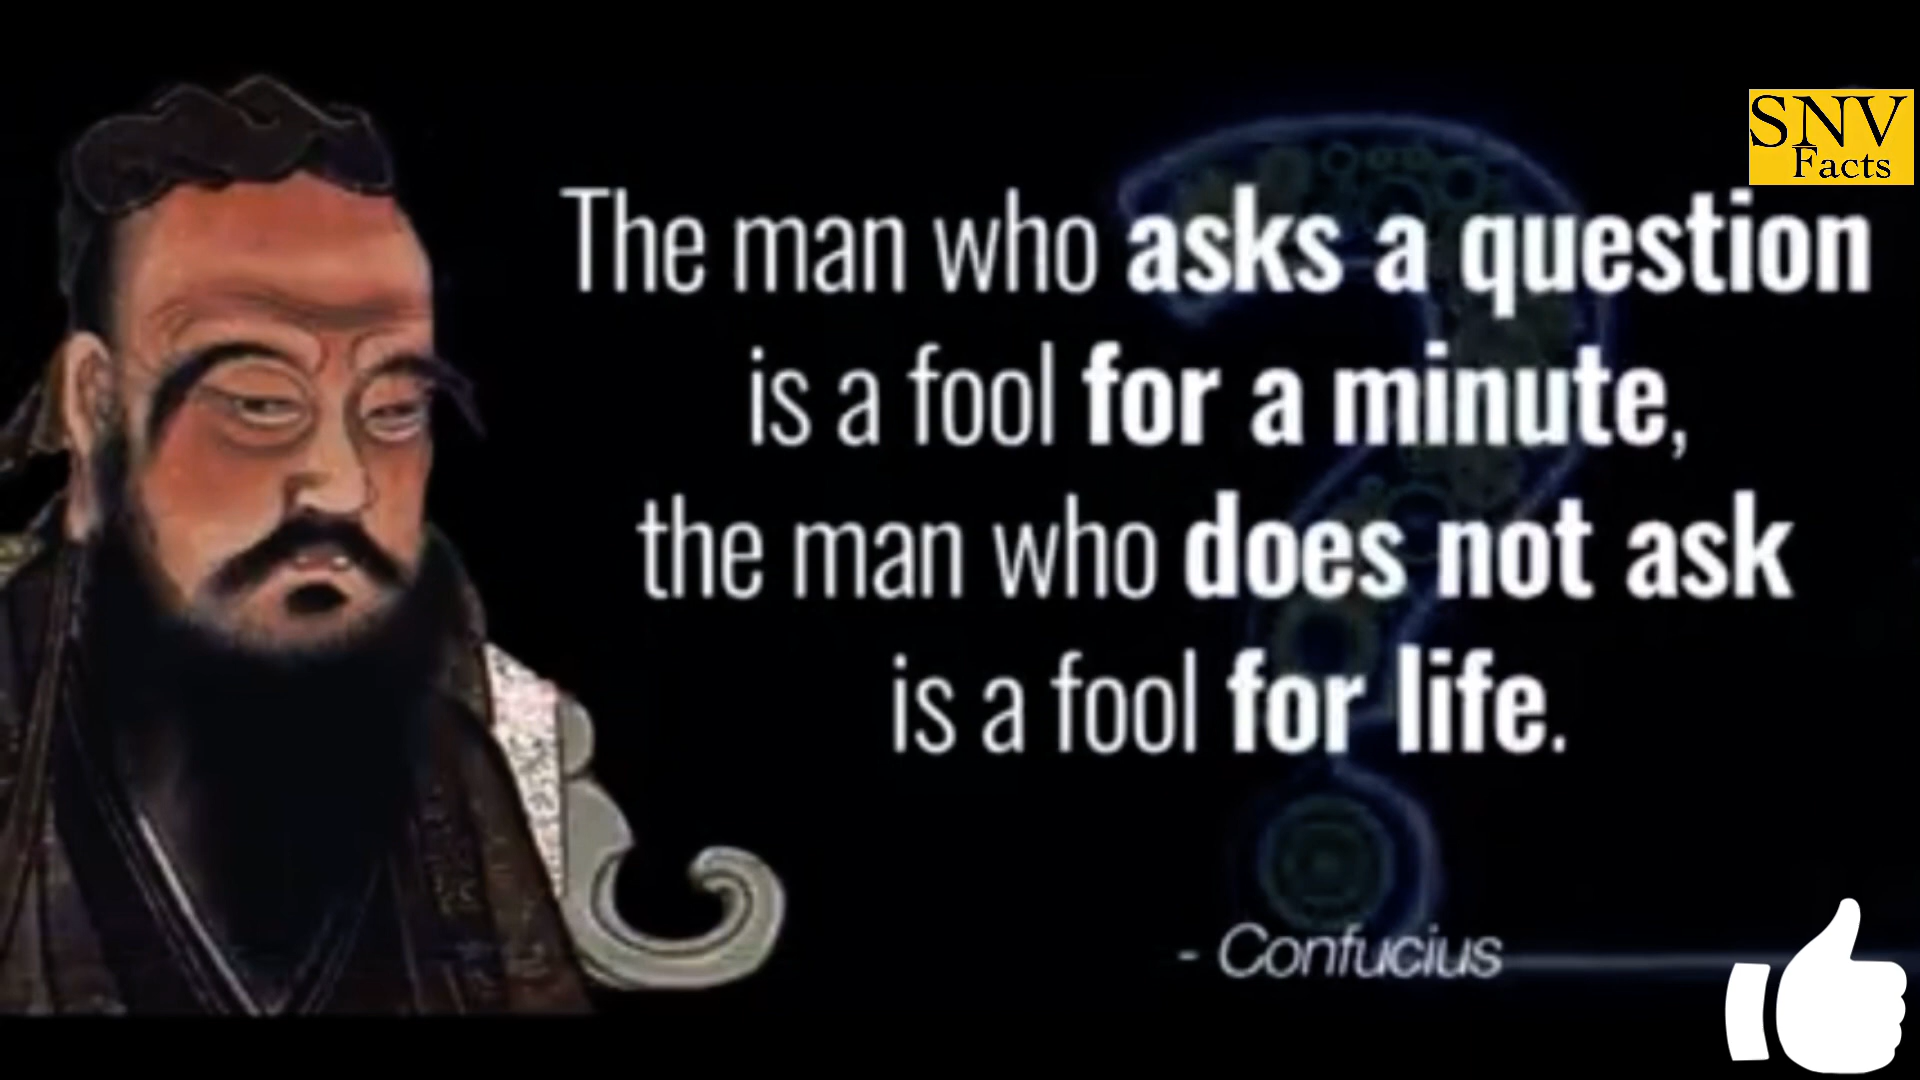 SNV
Facts
The man who asks a question
is a fool for a minute,
the man who does not ask
is a fool for life.
- Confucius